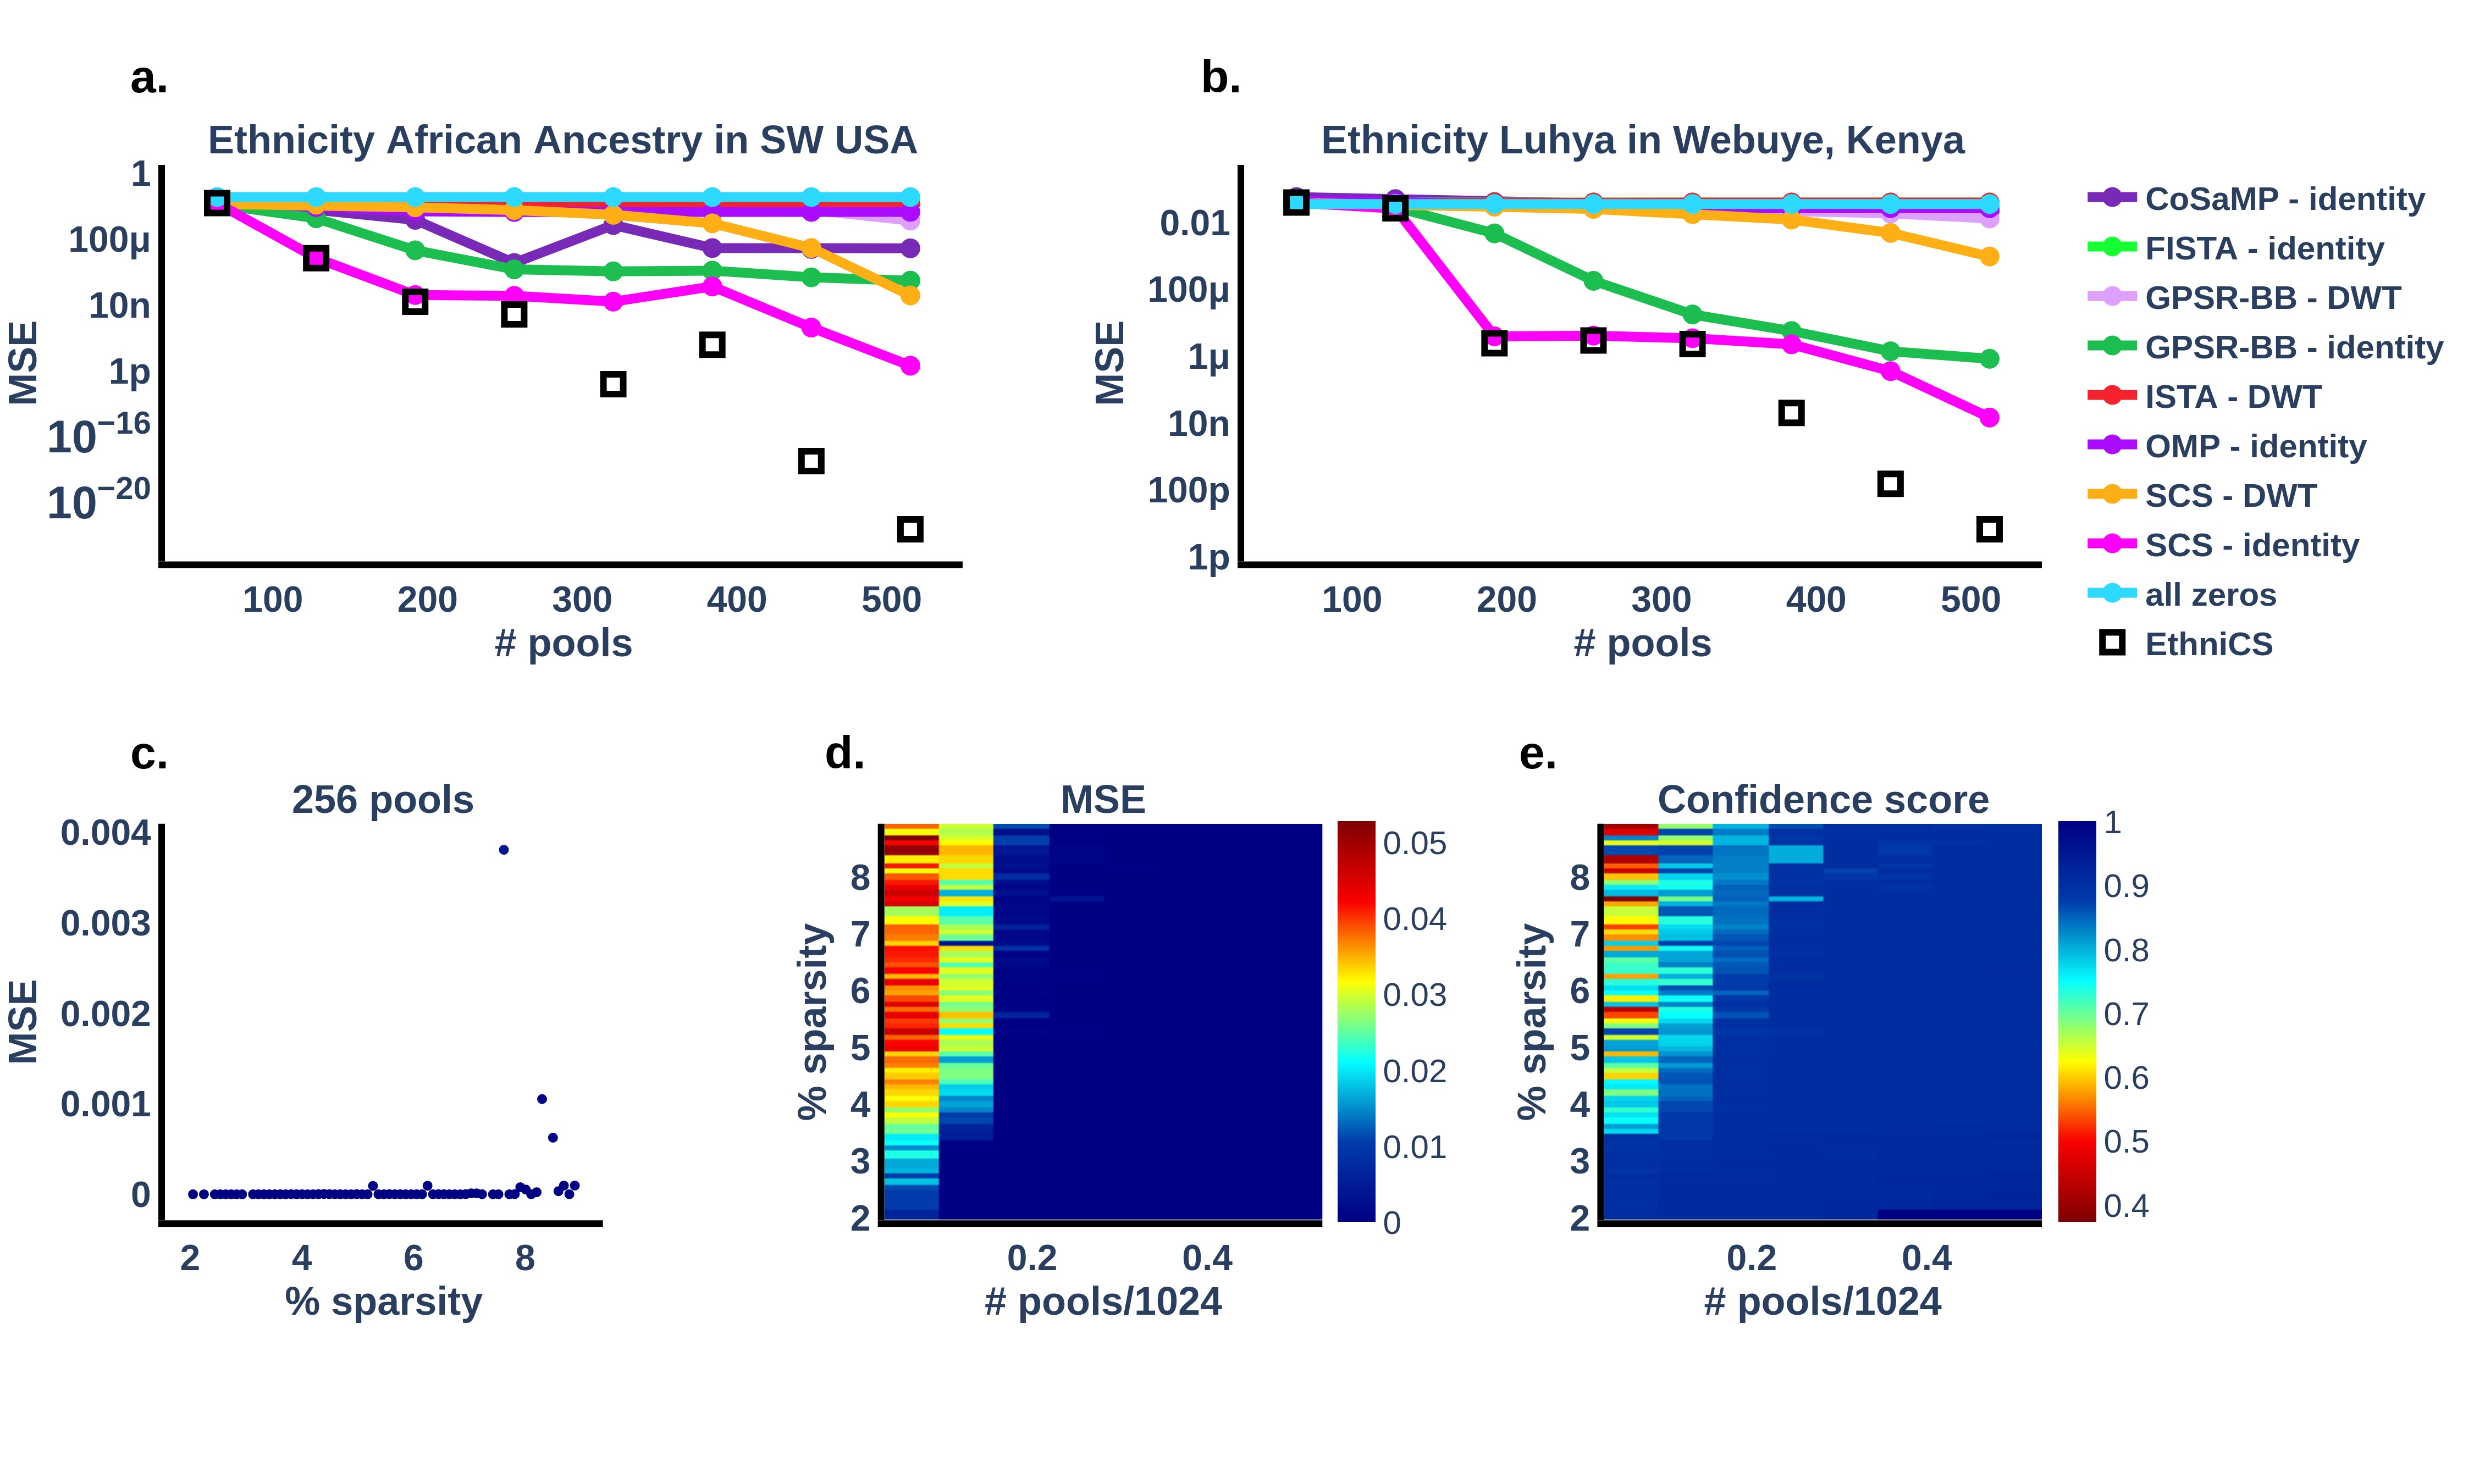 a.
Ethnicity African Ancestry in SW USA
1
100μ
10n
1p
10−16
10−20
MSE
100 200 300 400 500
# pools
b.
Ethnicity Luhya in Webuye, Kenya
0.01
100μ
1μ
10n
100p
1p
MSE
100 200 300 400 500
# pools
CoSaMP - identity
FISTA - identity
GPSR-BB - DWT
GPSR-BB - identity
ISTA - DWT
OMP - identity
SCS - DWT
SCS - identity
all zeros
EthniCS
c.
256 pools
0.004
0.003
0.002
0.001
0
MSE
2 4 6 8
% sparsity
d.
MSE
8
7
6
5
4
3
2
% sparsity
0.2 0.4
# pools/1024
0.05
0.04
0.03
0.02
0.01
0
e.
Confidence score
8
7
6
5
4
3
2
% sparsity
0.2 0.4
# pools/1024
1
0.9
0.8
0.7
0.6
0.5
0.4